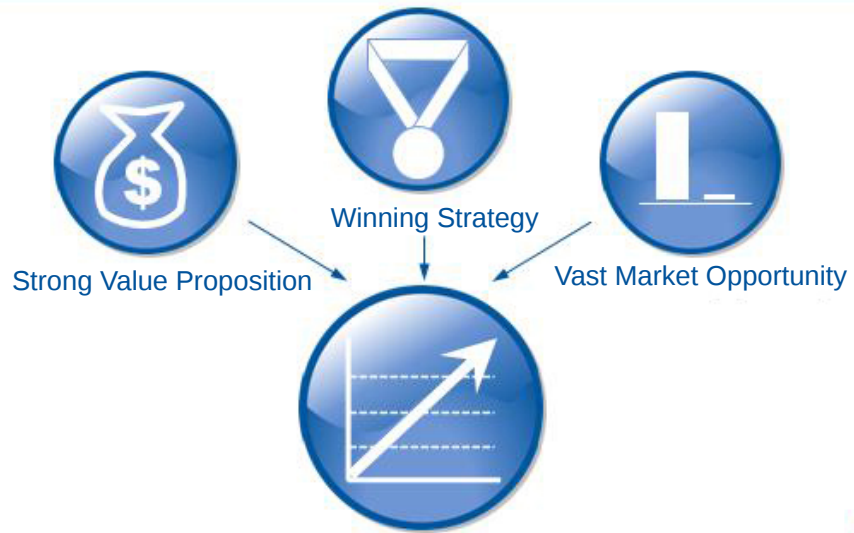 $
Winning Strategy
Strong Value Proposition
Vast Market Opportunity